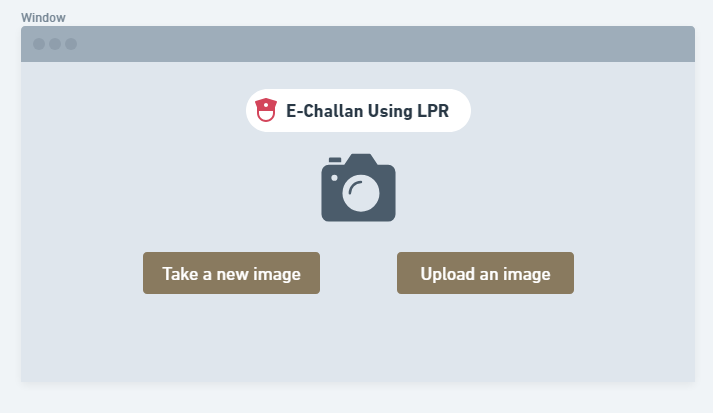 Window
E-Challan Using LPR
Take a new image
Upload an image